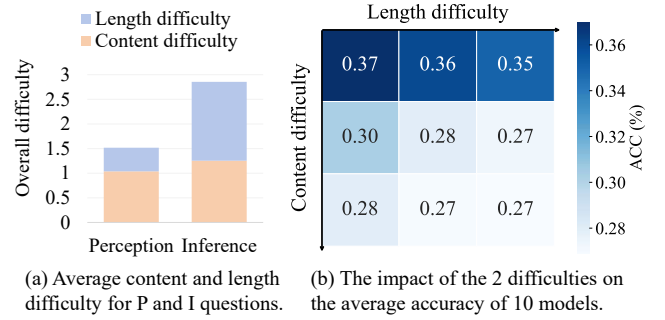 Length difficulty
Content difficulty
Overall difficulty
3
2.5
2
1.5
1
0.5
0
Perception Inference
(a) Average content and length
difficulty for P and I questions.
Length difficulty
Content difficulty
0.37 0.36 0.35
0.30 0.28 0.27
0.28 0.27 0.27
0.36
0.34
0.32
0.30
0.28
ACC (%)
(b) The impact of the 2 difficulties on
the average accuracy of 10 models.